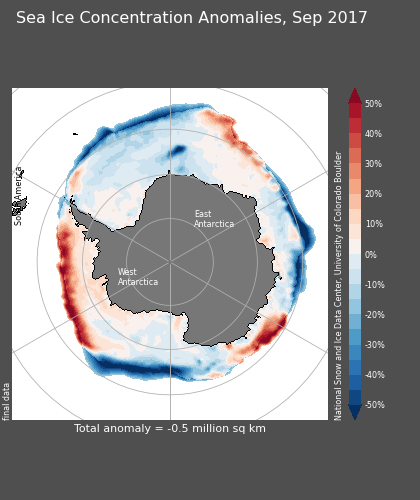 Sea Ice Concentration Anomalies, Sep 2017
South America
East
Antarctica
West
Antarctica
final data
National Snow and Ice Data Center, University of Colorado Boulder
50%
40%
30%
20%
10%
0%
-10%
-20%
-30%
-40%
-50%
Total anomaly = -0.5 million sq km